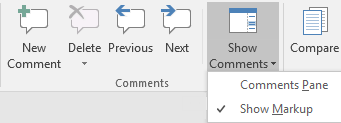 New
Comment
Delete
Previous
Next
Show
Comments
Compare
Comments
Comments Pane
Show Markup